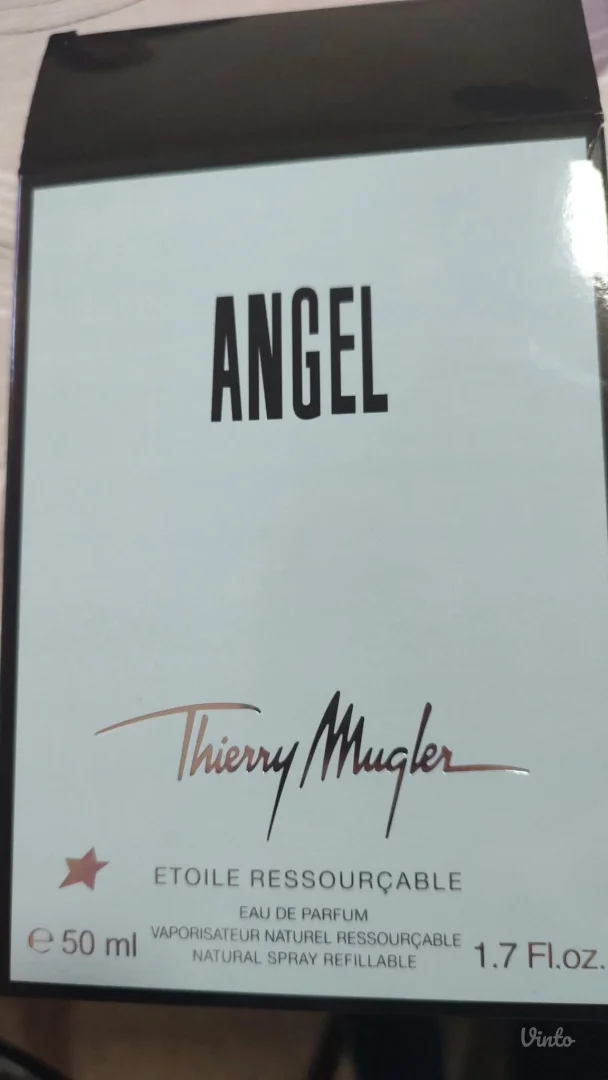 ANGEL
Thierry Mugler
ETOILE RESSOURÇABLE
EAU DE PARFUM
VAPORISATEUR NATUREL RESSOURÇABLE
NATURAL SPRAY REFILLABLE
℮ 50 ml
1.7 Fl.oz.
Vinto